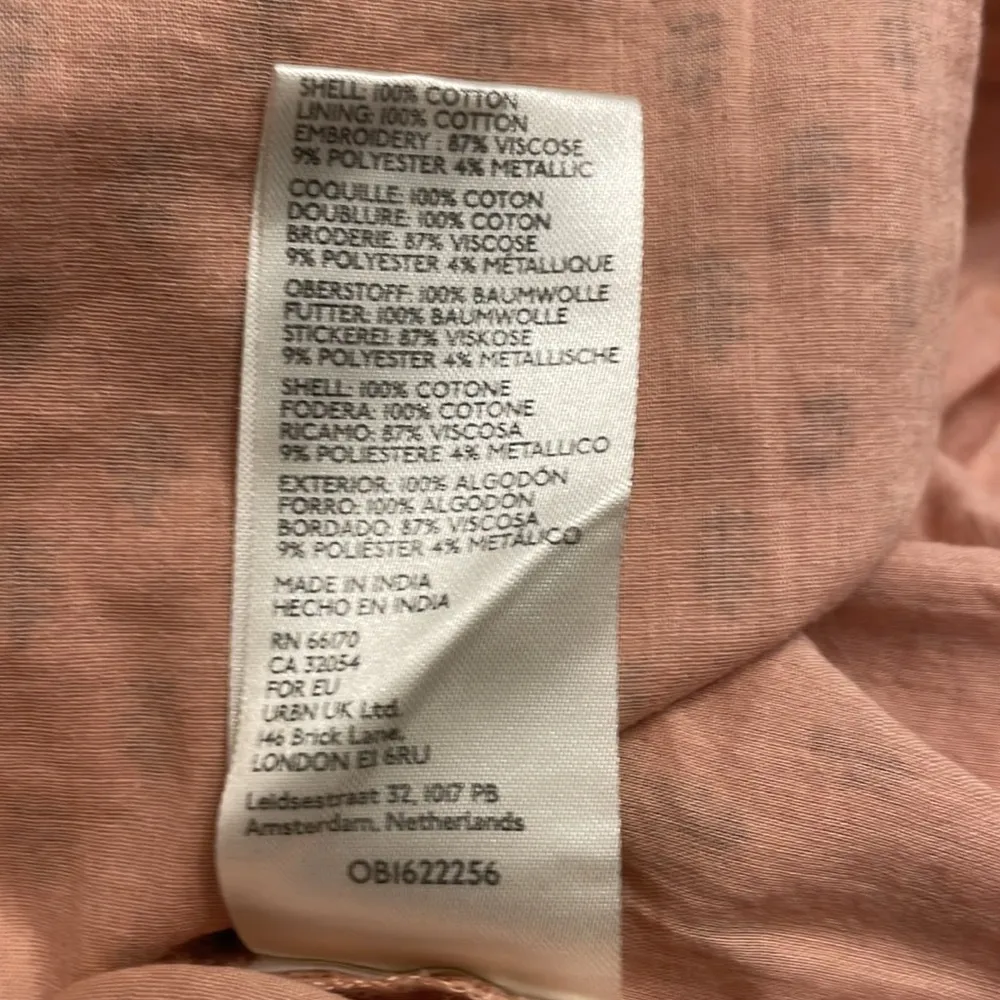 SHELL: 100% COTTON
LINING: 100% COTTON
EMBROIDERY : 87% VISCOSE
9% POLYESTER 4% METALLIC
COQUILLE: 100% COTON
DOUBLURE: 100% COTON
BRODERIE: 87% VISCOSE
9% POLYESTER 4% MÉTALLIQUE
OBERSTOFF: 100% BAUMWOLLE
FUTTER: 100% BAUMWOLLE
STICKEREI: 87% VISKOSE
9% POLYESTER 4% METALLISCHE
SHELL: 100% COTONE
FODERA: 100% COTONE
RICAMO: 87% VISCOSA
9% POLIESTERE 4% METALLICO
EXTERIOR: 100% ALGODÓN
FORRO: 100% ALGODÓN
BORDADO: 87% VISCOSA
9% POLIÉSTER 4% METÁLICO
MADE IN INDIA
HECHO EN INDIA
RN 66170
CA 32054
FOR EU
URBN UK Ltd.
146 Brick Lane,
LONDON E1 6RU
Leidsestraat 32, 1017 PB
Amsterdam, Netherlands
OB1622256